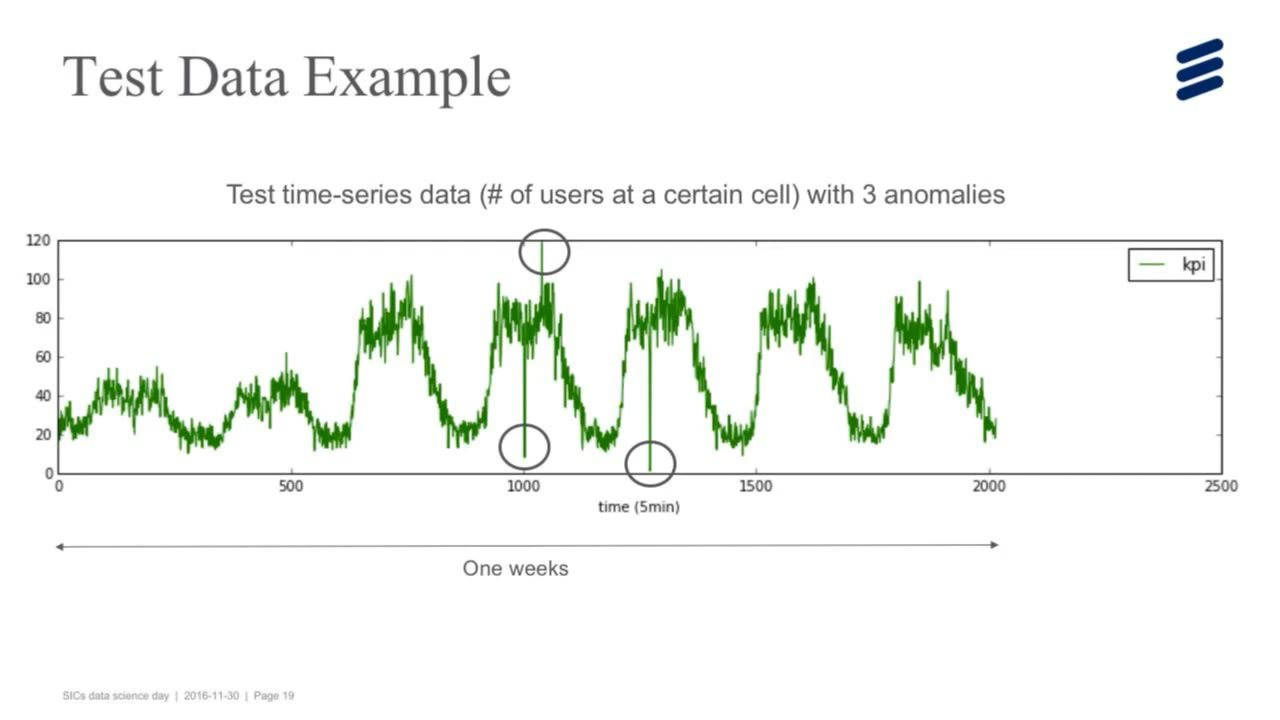 Test Data Example
Test time-series data (# of users at a certain cell) with 3 anomalies
120
100
80
60
40
20
0
kpi
0 500 1000 1500 2000 2500
time (5min)
One weeks
SICs data science day | 2016-11-30 | Page 19